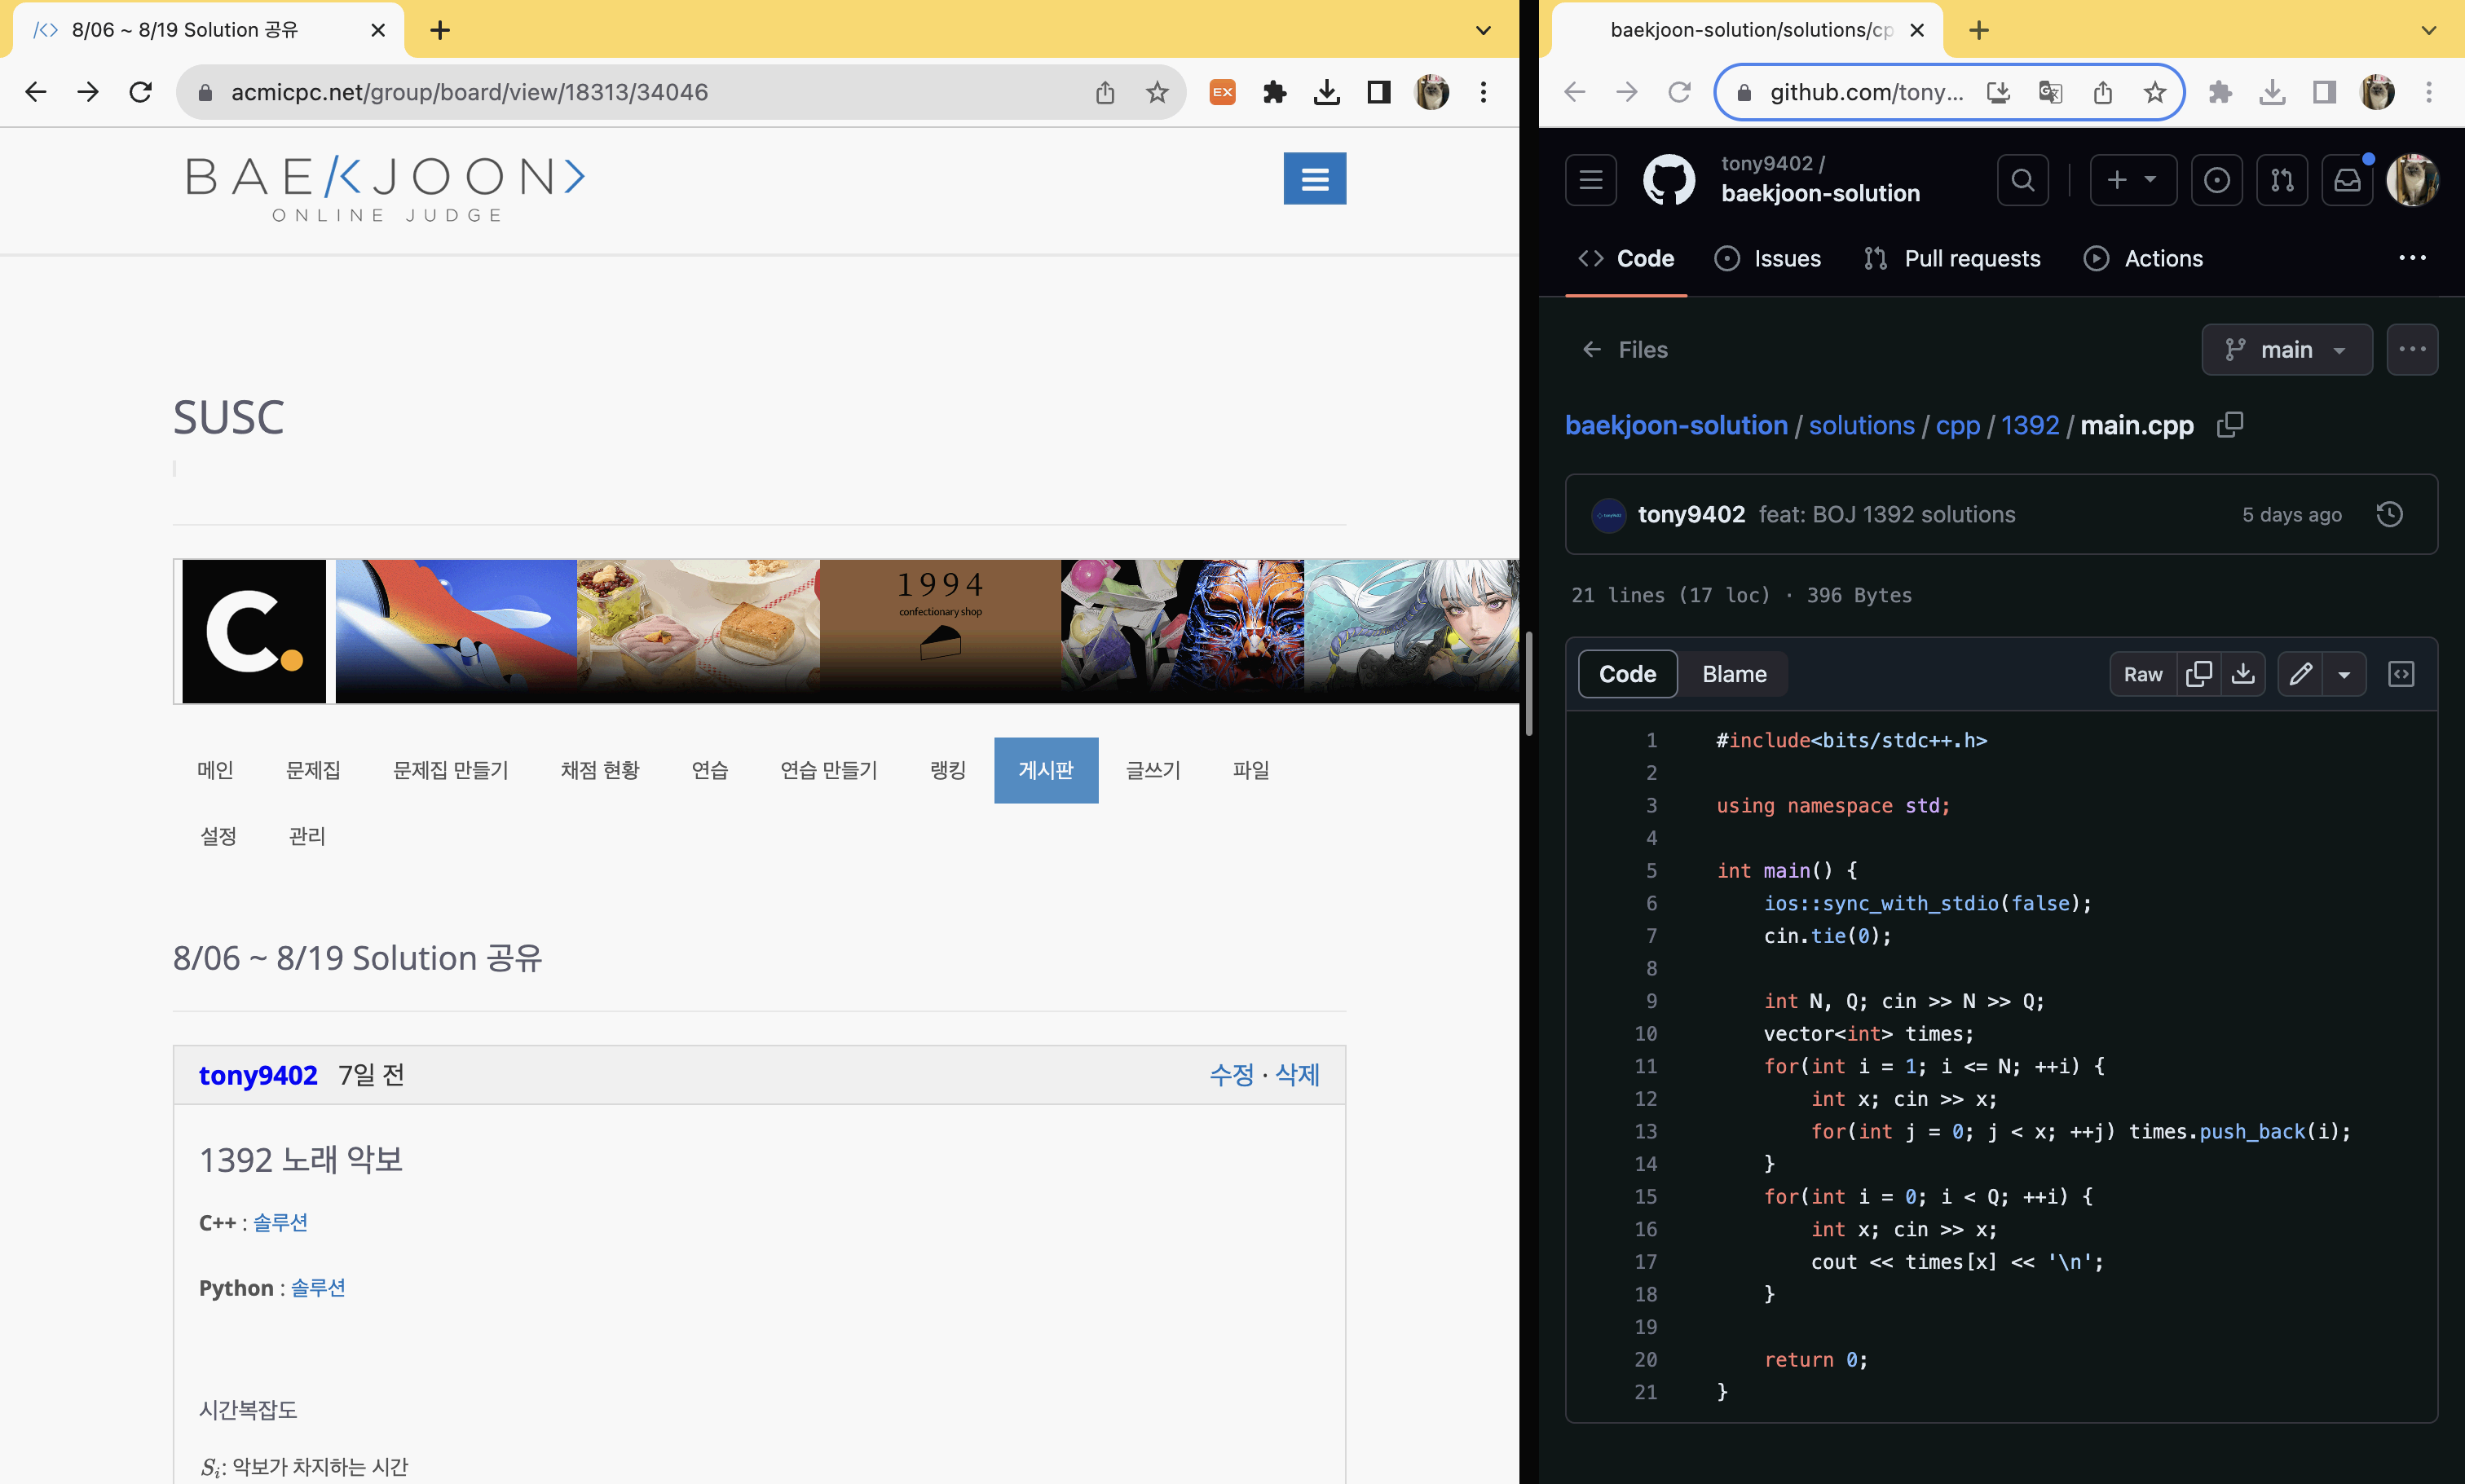 8/06 ~ 8/19 Solution 공유
acmicpc.net/group/board/view/18313/34046
EX
BAE/<JOON>
ONLINE JUDGE
SUSC
C.
1994
confectionary shop
메인 문제집 문제집 만들기 채점 현황 연습 연습 만들기 랭킹 게시판 글쓰기 파일
설정 관리
8/06 ~ 8/19 Solution 공유
tony9402 7일 전 수정 · 삭제
1392 노래 악보
C++ : 솔루션
Python : 솔루션
시간복잡도
Si: 악보가 차지하는 시간
baekjoon-solution/solutions/cp
github.com/tony...
tony9402 /
baekjoon-solution
Code Issues Pull requests Actions
Files main
baekjoon-solution / solutions / cpp / 1392 / main.cpp
tony9402 feat: BOJ 1392 solutions 5 days ago
21 lines (17 loc) · 396 Bytes
Code Blame Raw
1 #include<bits/stdc++.h>
2
3 using namespace std;
4
5 int main() {
6 ios::sync_with_stdio(false);
7 cin.tie(0);
8
9 int N, Q; cin >> N >> Q;
10 vector<int> times;
11 for(int i = 1; i <= N; ++i) {
12 int x; cin >> x;
13 for(int j = 0; j < x; ++j) times.push_back(i);
14 }
15 for(int i = 0; i < Q; ++i) {
16 int x; cin >> x;
17 cout << times[x] << '\n';
18 }
19
20 return 0;
21 }